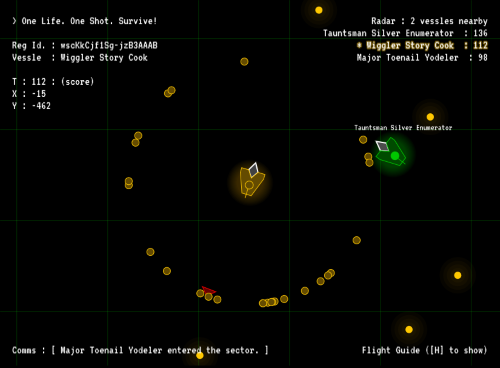 > One Life. One Shot. Survive!
Radar : 2 vessles nearby
Tauntsman Silver Enumerator : 136
* Wiggler Story Cook : 112
Major Toenail Yodeler : 98
Reg Id. : wscKkCjf1Sg-jzB3AAAB
Vessle : Wiggler Story Cook
T : 112 : (score)
X : -15
Y : -462
Tauntsman Silver Enumerator
Comms : [ Major Toenail Yodeler entered the sector. ]
Flight Guide ([H] to show)